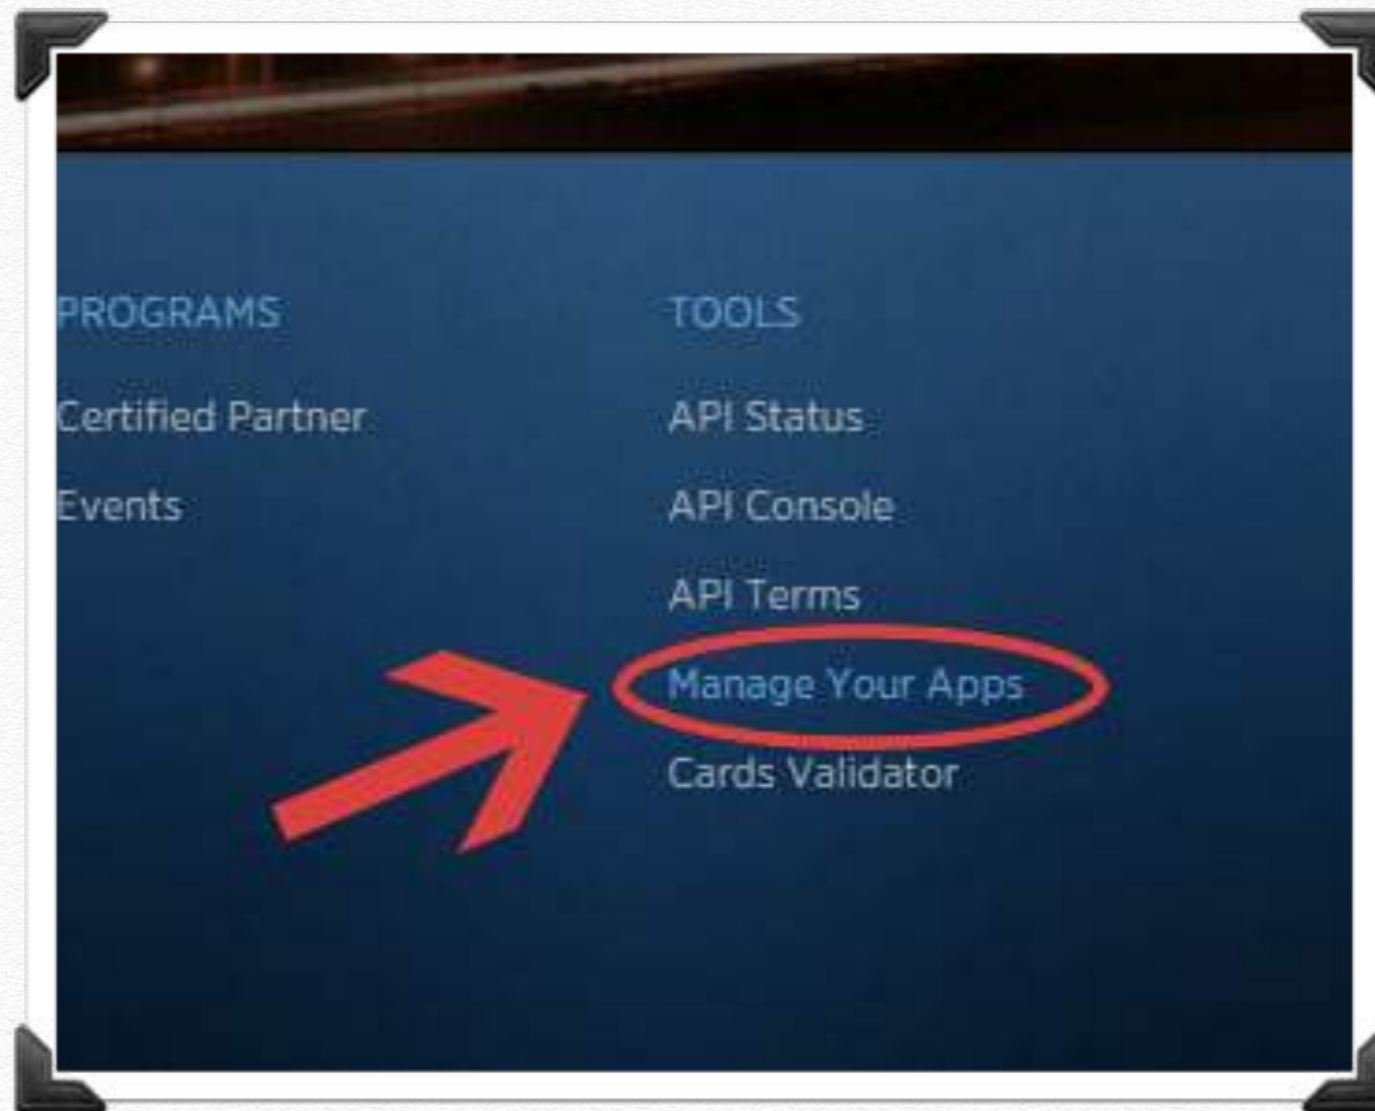 PROGRAMS
Certified Partner
Events
TOOLS
API Status
API Console
API Terms
Manage Your Apps
Cards Validator